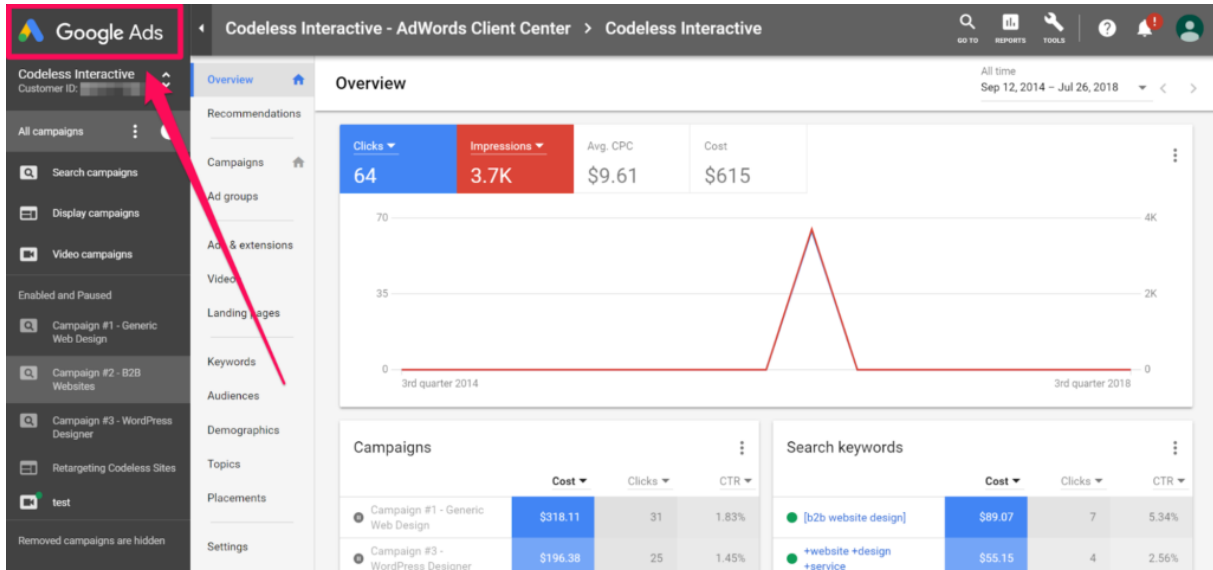 Google Ads
Codeless Interactive - AdWords Client Center > Codeless Interactive
GO TO
REPORTS
TOOLS
?
!
Codeless Interactive
Customer ID:
All campaigns
Search campaigns
Display campaigns
Video campaigns
Enabled and Paused
Campaign #1 - Generic
Web Design
Campaign #2 - B2B
Websites
Campaign #3 - WordPress
Designer
Retargeting Codeless Sites
test
Removed campaigns are hidden
Overview
Recommendations
Campaigns
Ad groups
Ads & extensions
Videos
Landing pages
Keywords
Audiences
Demographics
Topics
Placements
Settings
Overview
All time
Sep 12, 2014 – Jul 26, 2018
Clicks
64
Impressions
3.7K
Avg. CPC
$9.61
Cost
$615
70
35
0
4K
2K
0
3rd quarter 2014
3rd quarter 2018
Campaigns
Cost
Clicks
CTR
Campaign #1 - Generic
Web Design
$318.11
31
1.83%
Campaign #3 -
WordPress Designer
$196.38
25
1.45%
Search keywords
Cost
Clicks
CTR
[b2b website design]
$89.07
7
5.34%
+website +design
+service
$55.15
4
2.56%